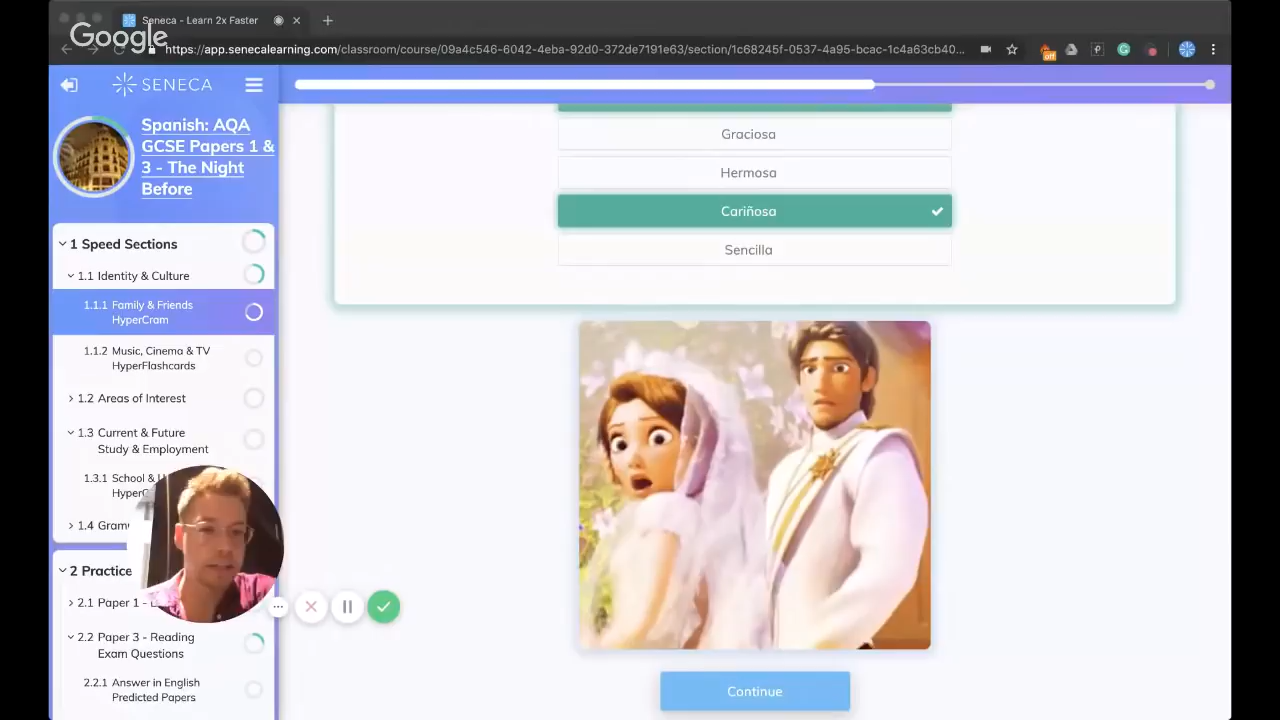 Seneca - Learn 2x Faster
Google
https://app.senecalearning.com/classroom/course/09a4c546-6042-4eba-92d0-372de7191e63/section/1c68245f-0537-4a95-bcac-1c4a63cb40...
off
SENECA
Spanish: AQA
GCSE Papers 1 &
3 - The Night
Before
1 Speed Sections
1.1 Identity & Culture
1.1.1 Family & Friends
HyperCram
1.1.2 Music, Cinema & TV
HyperFlashcards
1.2 Areas of Interest
1.3 Current & Future
Study & Employment
1.3.1 School &
1.4
2 Practice
2.1 Paper 1 -
2.2 Paper 3 - Reading
Exam Questions
2.2.1 Answer in English
Predicted Papers
Graciosa
Hermosa
Cariñosa
Sencilla
Continue